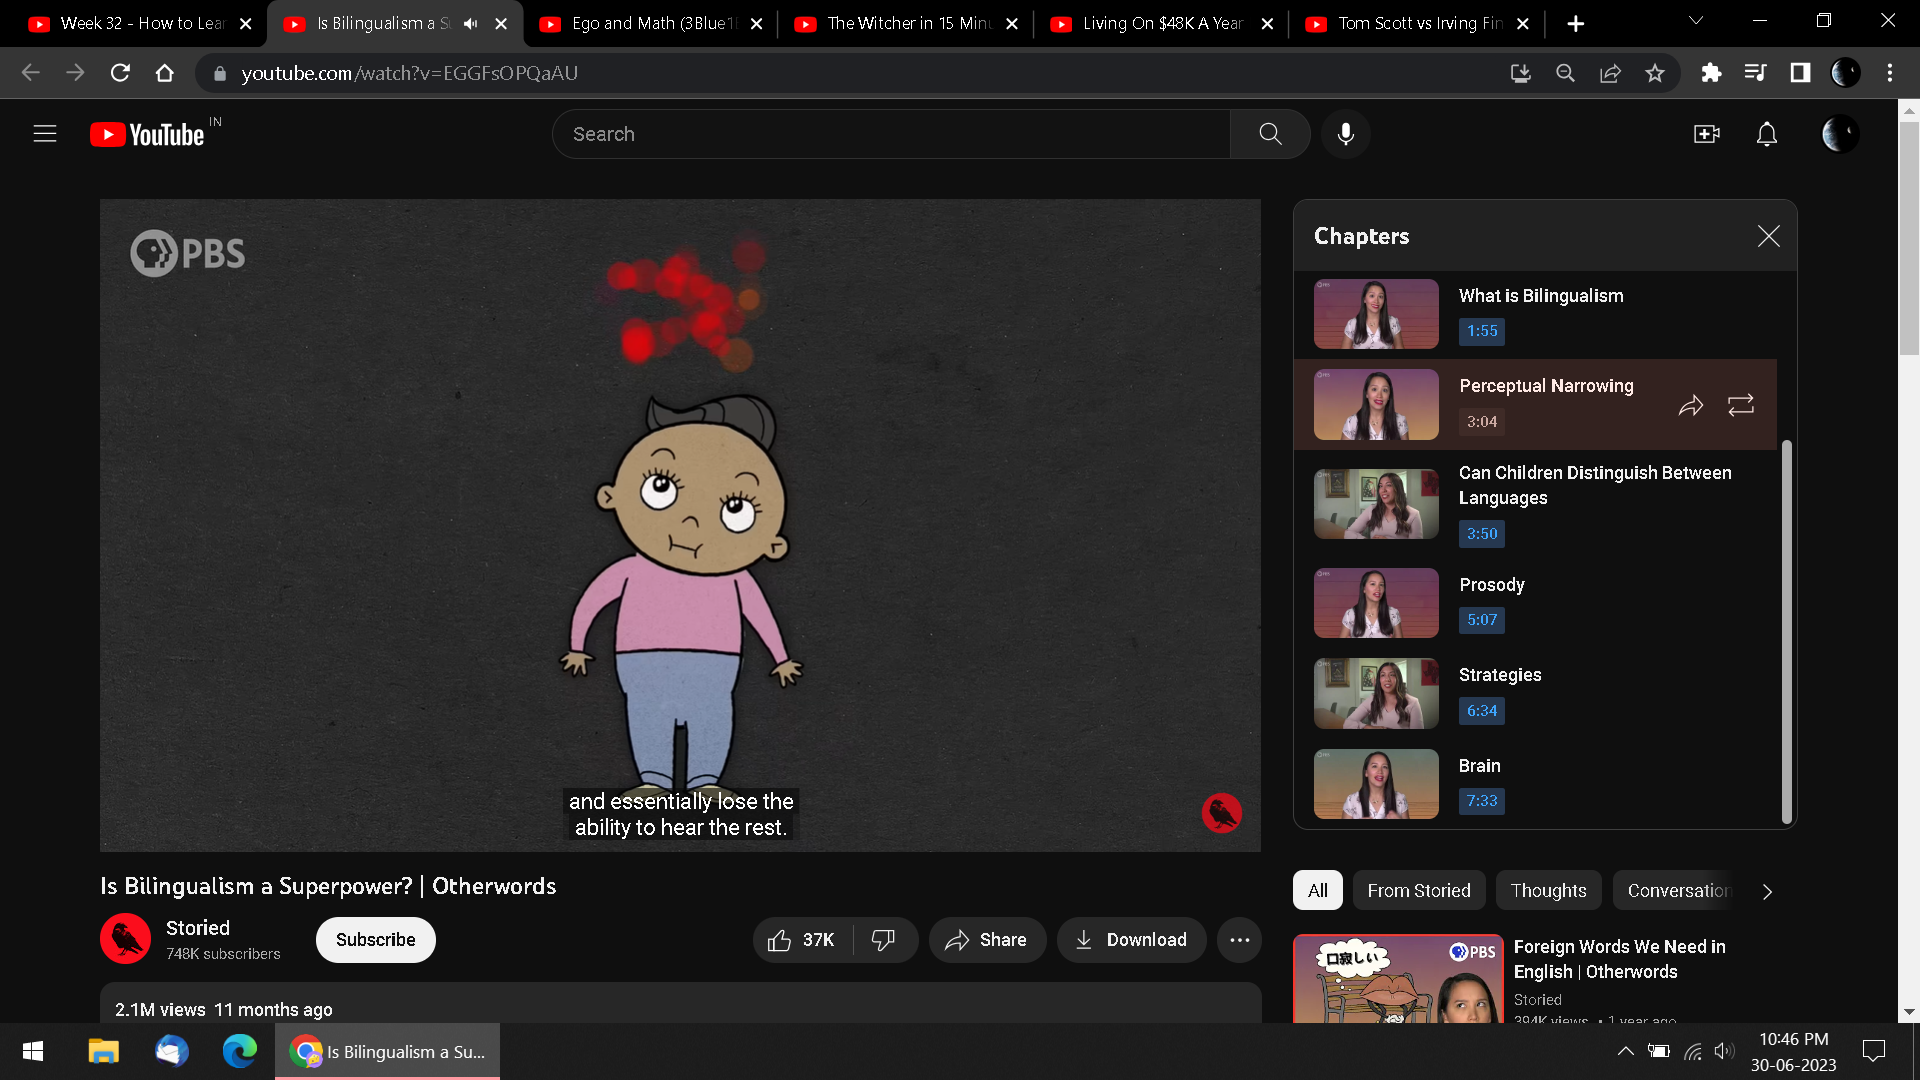 Week 32 - How to Lea
Is Bilingualism a S
Ego and Math (3Blue1
The Witcher in 15 Min
Living On $48K A Year
Tom Scott vs Irving Fin
youtube.com/watch?v=EGGFsOPQaAU
YouTube IN
Search
PBS
and essentially lose the
ability to hear the rest.
Chapters
What is Bilingualism
1:55
Perceptual Narrowing
3:04
Can Children Distinguish Between
Languages
3:50
Prosody
5:07
Strategies
6:34
Brain
7:33
Is Bilingualism a Superpower? | Otherwords
Storied
748K subscribers
Subscribe
37K
Share
Download
2.1M views 11 months ago
All
From Storied
Thoughts
Conversation
口寂しい
PBS
Foreign Words We Need in
English | Otherwords
Storied
394K views • 1 year ago
Is Bilingualism a Su...
10:46 PM
30-06-2023